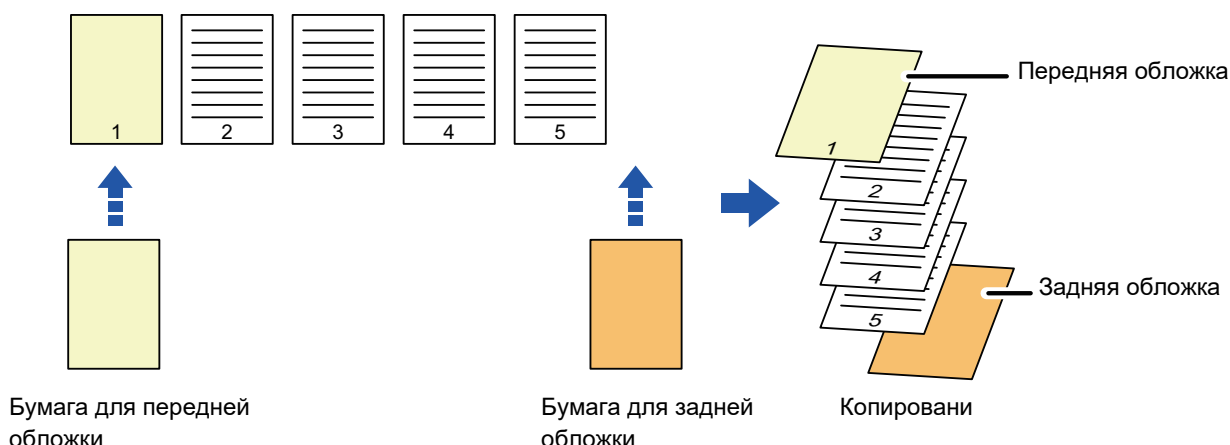 1
2
3
4
5
Передняя обложка
1
2
3
4
5
Задняя обложка
Бумага для передней
обложки
Бумага для задней
обложки
Копировани